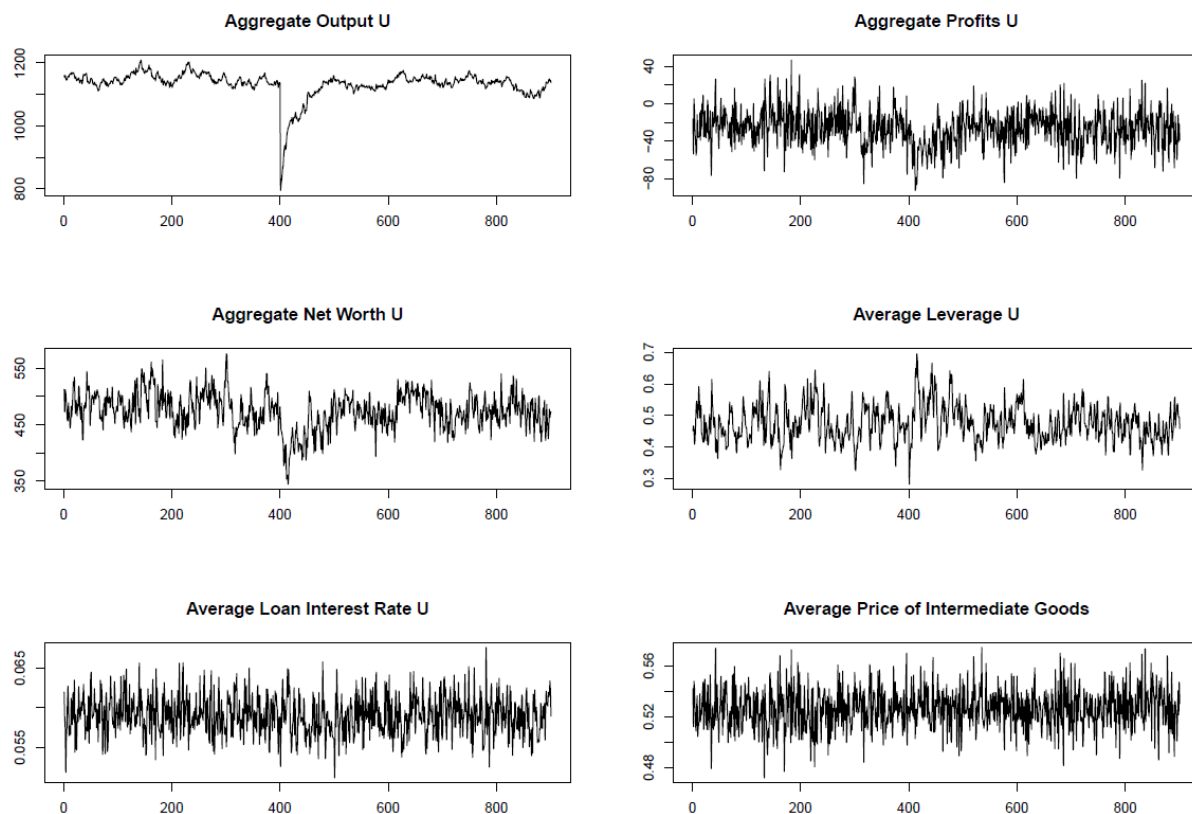 Aggregate Output U
800 1000 1200
0 200 400 600 800
Aggregate Profits U
−80 −40 0 40
0 200 400 600 800
Aggregate Net Worth U
350 450 550
0 200 400 600 800
Average Leverage U
0.3 0.4 0.5 0.6 0.7
0 200 400 600 800
Average Loan Interest Rate U
0.055 0.065
0 200 400 600 800
Average Price of Intermediate Goods
0.48 0.52 0.56
0 200 400 600 800